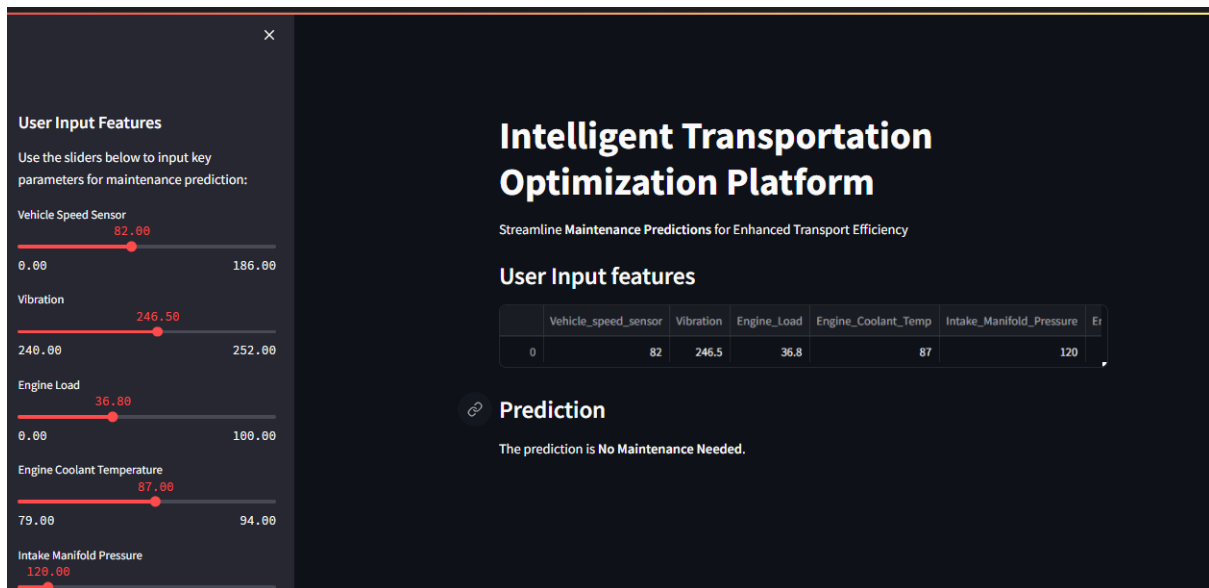 ×
User Input Features
Use the sliders below to input key
parameters for maintenance prediction:
Vehicle Speed Sensor
82.00
0.00 186.00
Vibration
246.50
240.00 252.00
Engine Load
36.80
0.00 100.00
Engine Coolant Temperature
87.00
79.00 94.00
Intake Manifold Pressure
120.00
Intelligent Transportation
Optimization Platform
Streamline Maintenance Predictions for Enhanced Transport Efficiency
User Input features
Vehicle_speed_sensor Vibration Engine_Load Engine_Coolant_Temp Intake_Manifold_Pressure
0 82 246.5 36.8 87 120
Prediction
The prediction is No Maintenance Needed.